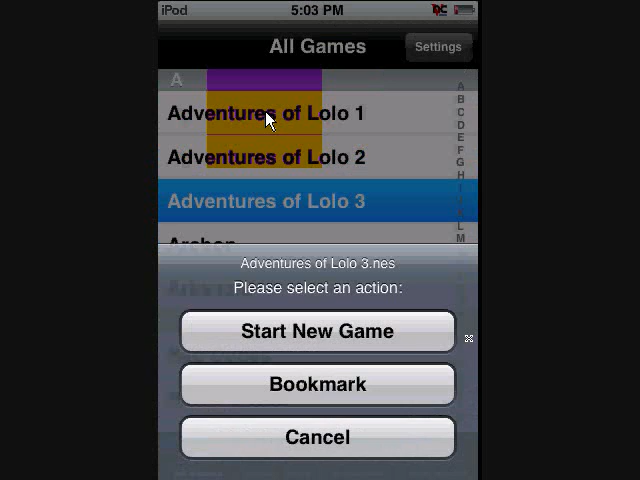 iPod 5:03 PM
All Games Settings
A
Adventures of Lolo 1
Adventures of Lolo 2
Adventures of Lolo 3
Archon
Adventures of Lolo 3.nes
Please select an action:
Start New Game
Bookmark
Cancel
A
B
C
D
E
F
G
H
I
L
M